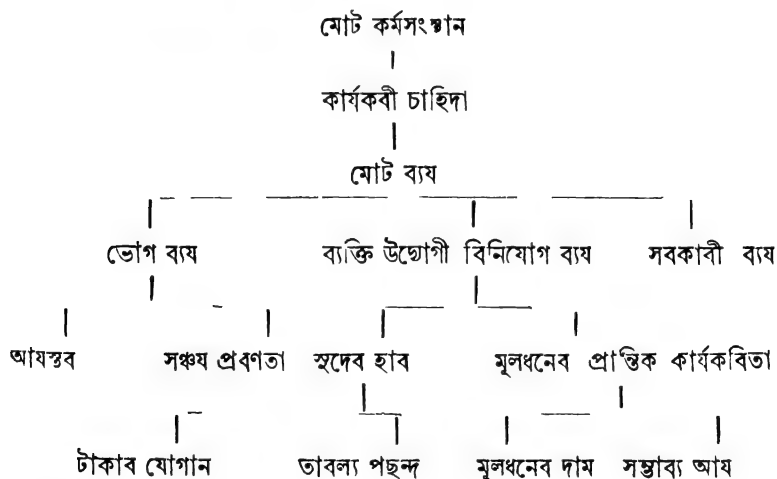 মোট কর্মসংস্থান
কার্যকবী চাহিদা
মোট ব্যয
ভোগ ব্যয ব্যক্তি উদ্যোগী বিনিযোগ ব্যয সবকাবী ব্যয
আযস্তব সঞ্চয প্রবণতা সুদেব হাব মূলধনেব প্রান্তিক কার্যকবিতা
টাকাব যোগান তাবল্য পছন্দ মূলধনেব দাম সম্ভাব্য আয